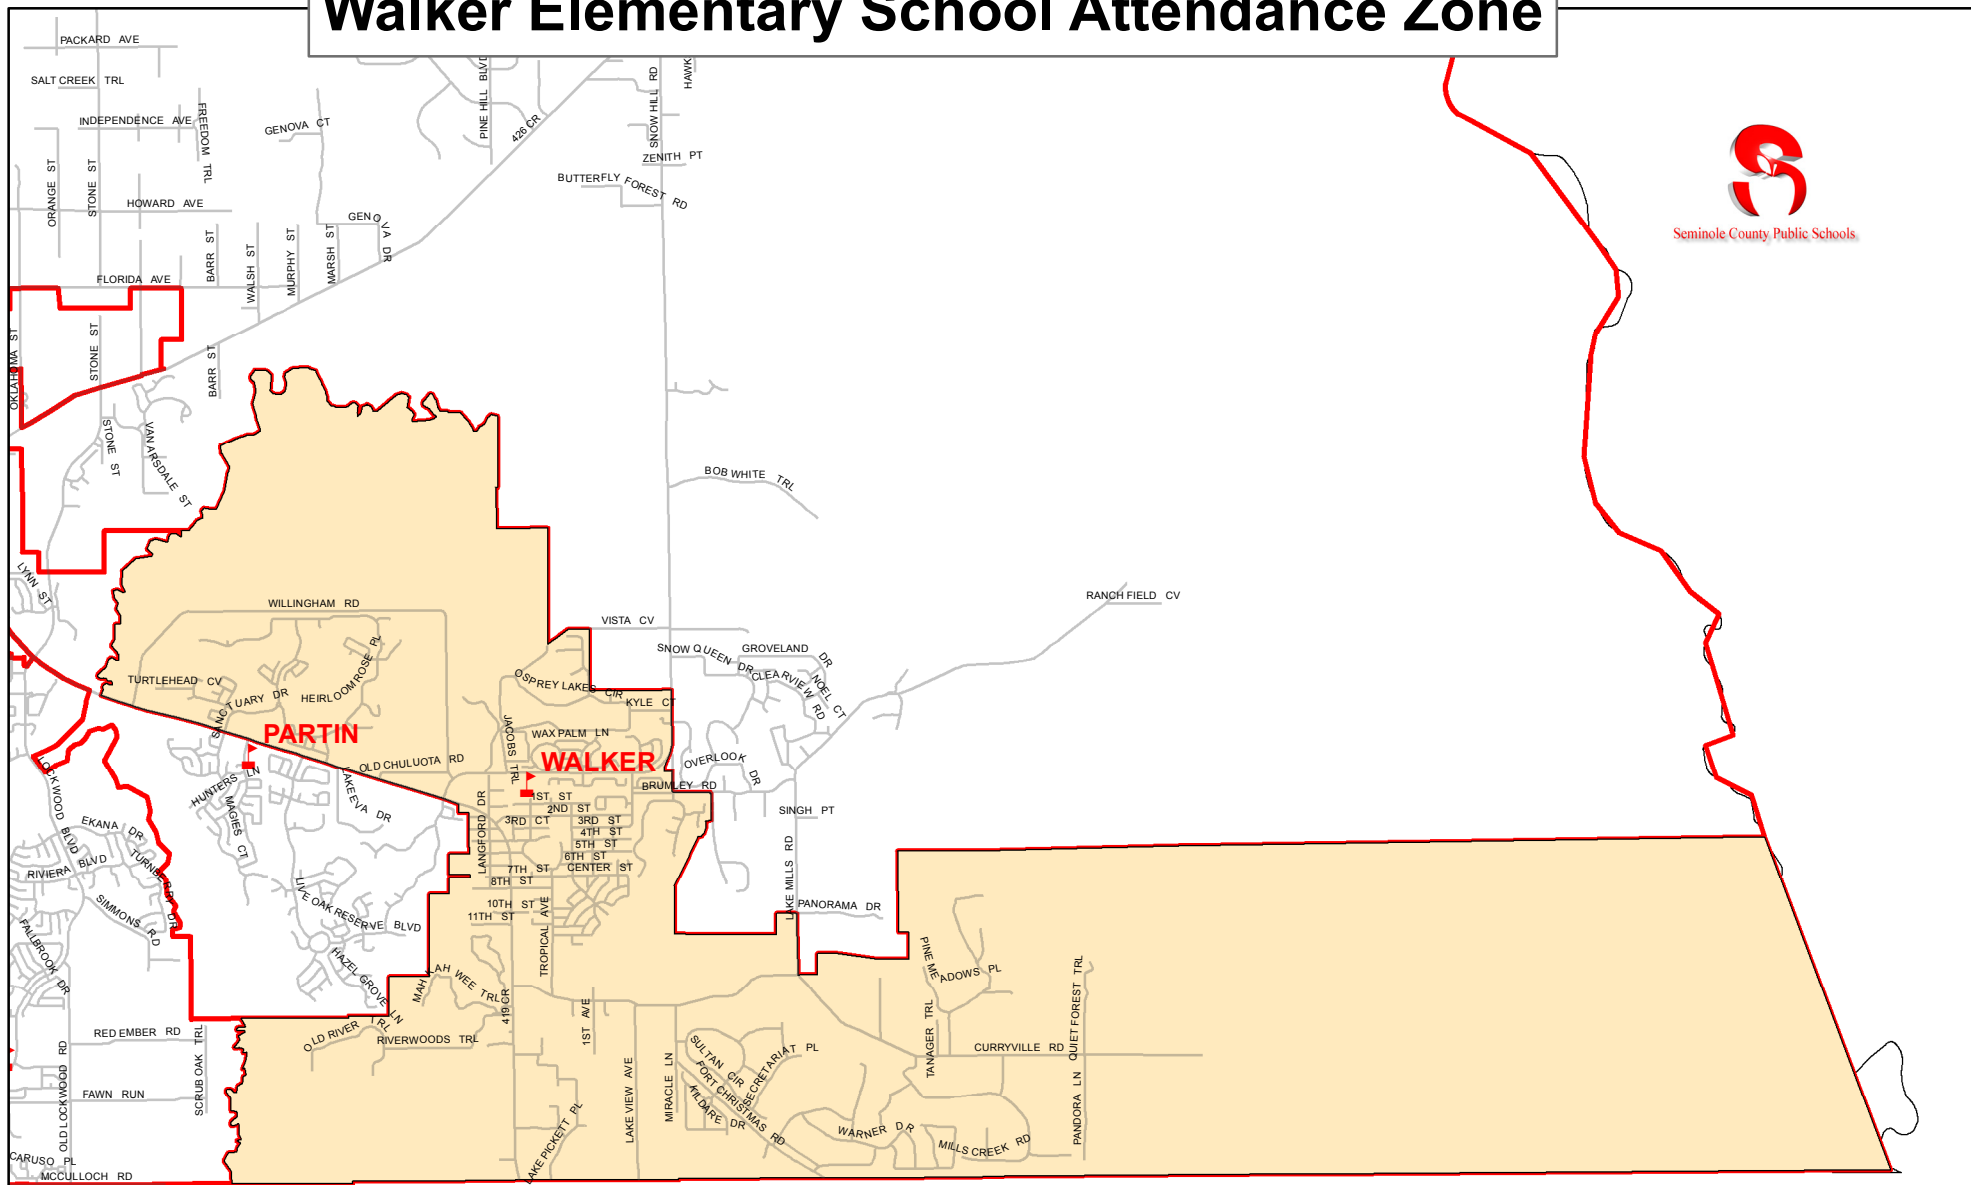 Walker Elementary School Attendance Zone
PACKARD AVE
SALT CREEK TRL
INDEPENDENCE AVE
FREEDOM TRL
GENOVA CT
PINE HILL BLVD
426 CR
SNOW HILL RD
HAWK
ZENITH PT
BUTTERFLY FOREST RD
ORANGE ST
STONE ST
HOWARD AVE
GENOVA DR
BARR ST
WALSH ST
MURPHY ST
MARSH ST
Seminole County Public Schools
FLORIDA AVE
OKLAHOMA ST
STONE ST
BARR ST
STONE ST
VAN ARSDALE ST
BOB WHITE TRL
LYNN ST
WILLINGHAM RD
VISTA CV
RANCH FIELD CV
SNOW QUEEN DR
GROVELAND DR
CLEARVIEW RD
NOEL CT
TURTLEHEAD CV
SANCTUARY DR
HEIRLOOM ROSE PL
OSPREY LAKES CIR
KYLE CT
JACOBS TRL
WAX PALM LN
PARTIN
WALKER
OLD CHULUOTA RD
OVERLOOK DR
BRUMLEY RD
LOCKWOOD BLVD
HUNTERS LN
MAGIES CT
LAKE EVA DR
LANGFORD DR
1ST ST
2ND ST
3RD CT
3RD ST
4TH ST
5TH ST
6TH ST
CENTER ST
7TH ST
8TH ST
10TH ST
11TH ST
SINGH PT
LAKE MILLS RD
EKANA DR
RIVIERA BLVD
TURNBERRY DR
SIMMONS RD
FALLBROOK DR
LIVE OAK RESERVE BLVD
HAZEL GROVE LN
TROPICAL AVE
PANORAMA DR
PINE MEADOWS PL
MAHKAH WEE TRL
419 CR
1ST AVE
TANAGER TRL
QUIET FOREST TRL
CURRYVILLE RD
RED EMBER RD
OLD RIVER TRL
RIVERWOODS TRL
SCRUB OAK TRL
OLD LOCKWOOD RD
FAWN RUN
LAKE VIEW AVE
MIRACLE LN
SULTAN CIR
SECRETARIAT PL
FORT CHRISTMAS RD
KILDARE DR
WARNER DR
MILLS CREEK RD
PANDORA LN
LAKE PICKETT PL
CARUSO PL
MCCULLOCH RD